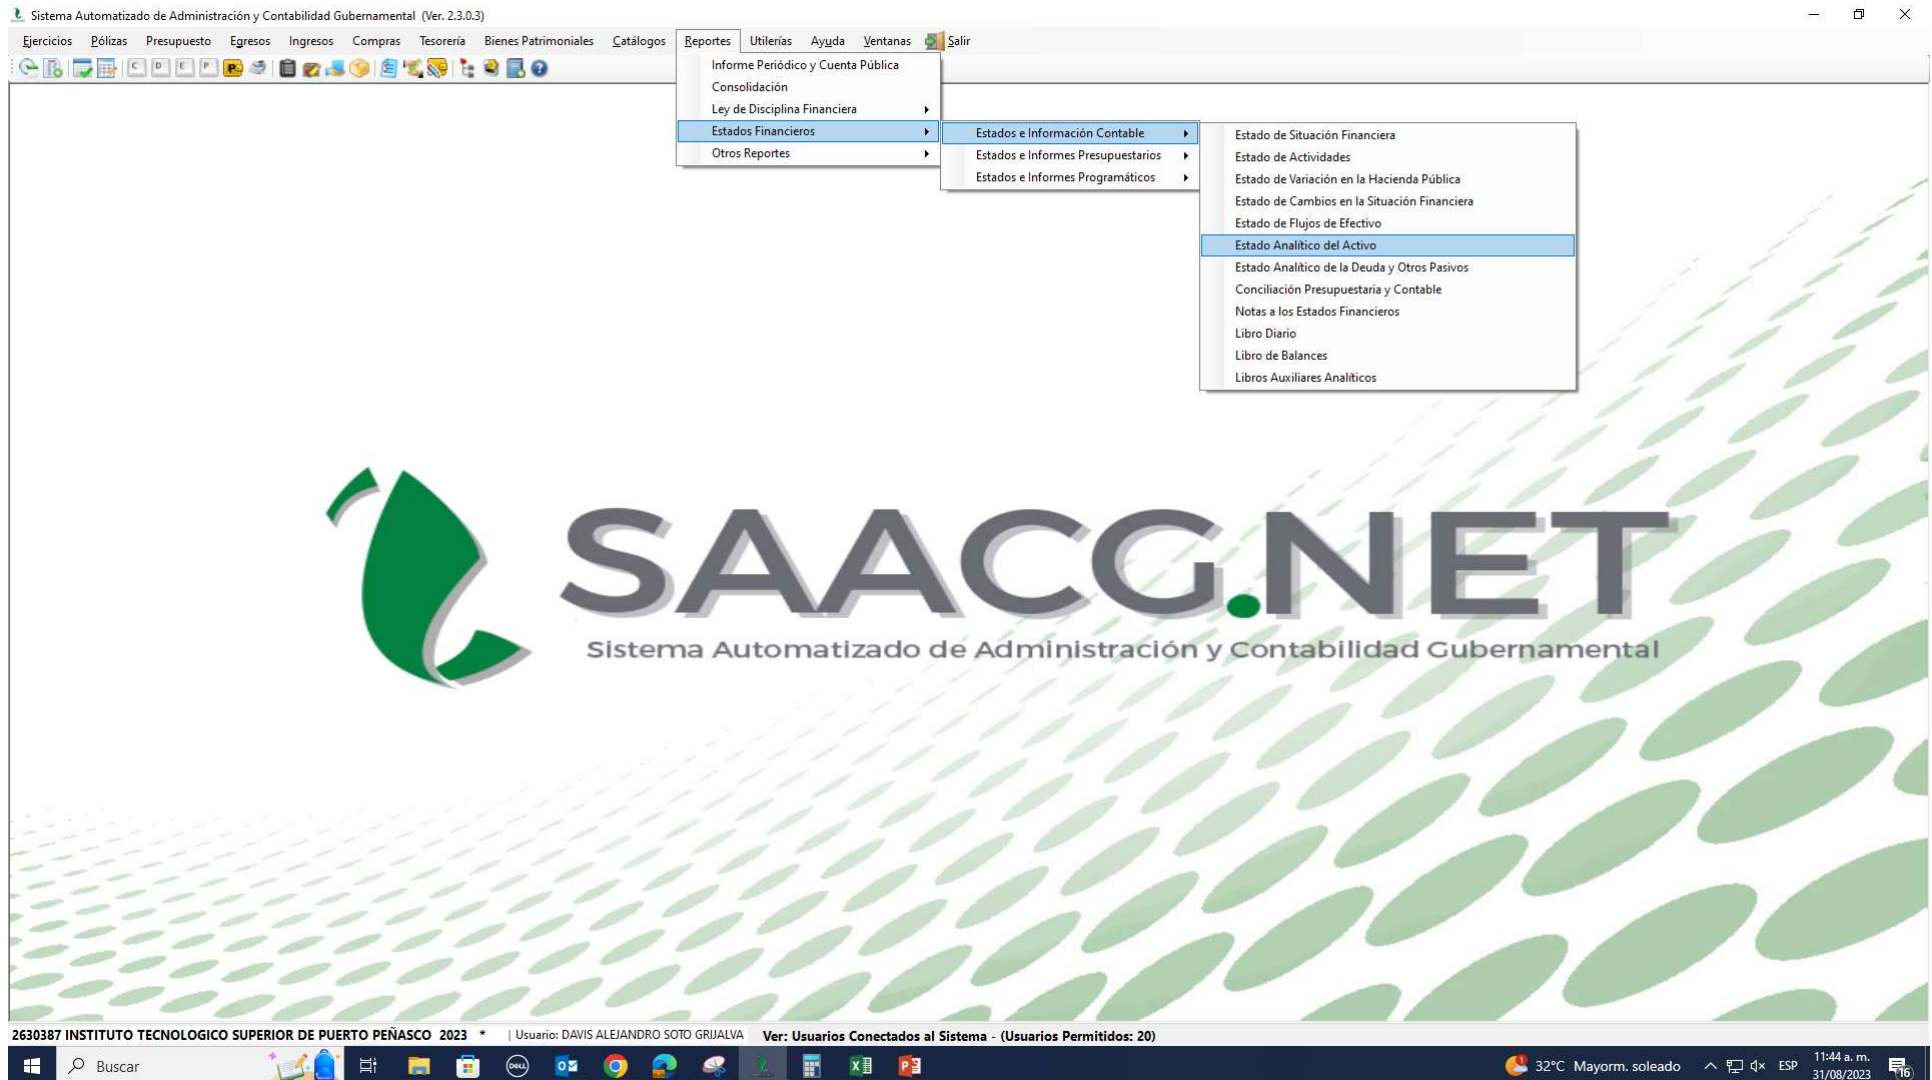 Sistema Automatizado de Administración y Contabilidad Gubernamental (Ver. 2.3.0.3)
Ejercicios Pólizas Presupuesto Egresos Ingresos Compras Tesorería Bienes Patrimoniales Catálogos Reportes Utilerías Ayuda Ventanas Salir
Informe Periódico y Cuenta Pública
Consolidación
Ley de Disciplina Financiera
Estados Financieros
Otros Reportes
Estados e Información Contable
Estados e Informes Presupuestarios
Estados e Informes Programáticos
Estado de Situación Financiera
Estado de Actividades
Estado de Variación en la Hacienda Pública
Estado de Cambios en la Situación Financiera
Estado de Flujos de Efectivo
Estado Analítico del Activo
Estado Analítico de la Deuda y Otros Pasivos
Conciliación Presupuestaria y Contable
Notas a los Estados Financieros
Libro Diario
Libro de Balances
Libros Auxiliares Analíticos
SAACG.NET
Sistema Automatizado de Administración y Contabilidad Gubernamental
2630387 INSTITUTO TECNOLOGICO SUPERIOR DE PUERTO PEÑASCO 2023 * | Usuario: DAVIS ALEJANDRO SOTO GRIJALVA Ver: Usuarios Conectados al Sistema - (Usuarios Permitidos: 20)
Buscar
32°C Mayorm. soleado
ESP
11:44 a. m.
31/08/2023
16